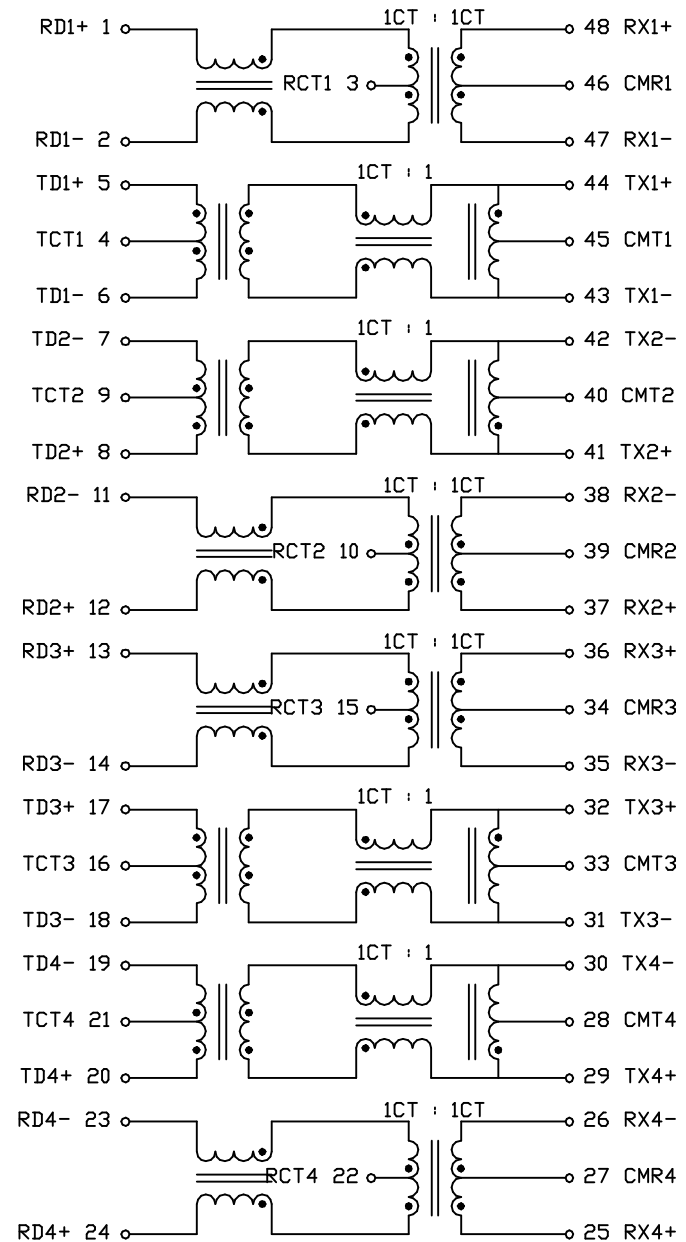 1CT : 1CT
RD1+ 1 48 RX1+
RCT1 3 46 CMR1
RD1- 2 47 RX1-
1CT : 1
TD1+ 5 44 TX1+
TCT1 4 45 CMT1
TD1- 6 43 TX1-
1CT : 1
TD2- 7 42 TX2-
TCT2 9 40 CMT2
TD2+ 8 41 TX2+
1CT : 1CT
RD2- 11 38 RX2-
RCT2 10 39 CMR2
RD2+ 12 37 RX2+
1CT : 1CT
RD3+ 13 36 RX3+
RCT3 15 34 CMR3
RD3- 14 35 RX3-
1CT : 1
TD3+ 17 32 TX3+
TCT3 16 33 CMT3
TD3- 18 31 TX3-
1CT : 1
TD4- 19 30 TX4-
TCT4 21 28 CMT4
TD4+ 20 29 TX4+
1CT : 1CT
RD4- 23 26 RX4-
RCT4 22 27 CMR4
RD4+ 24 25 RX4+